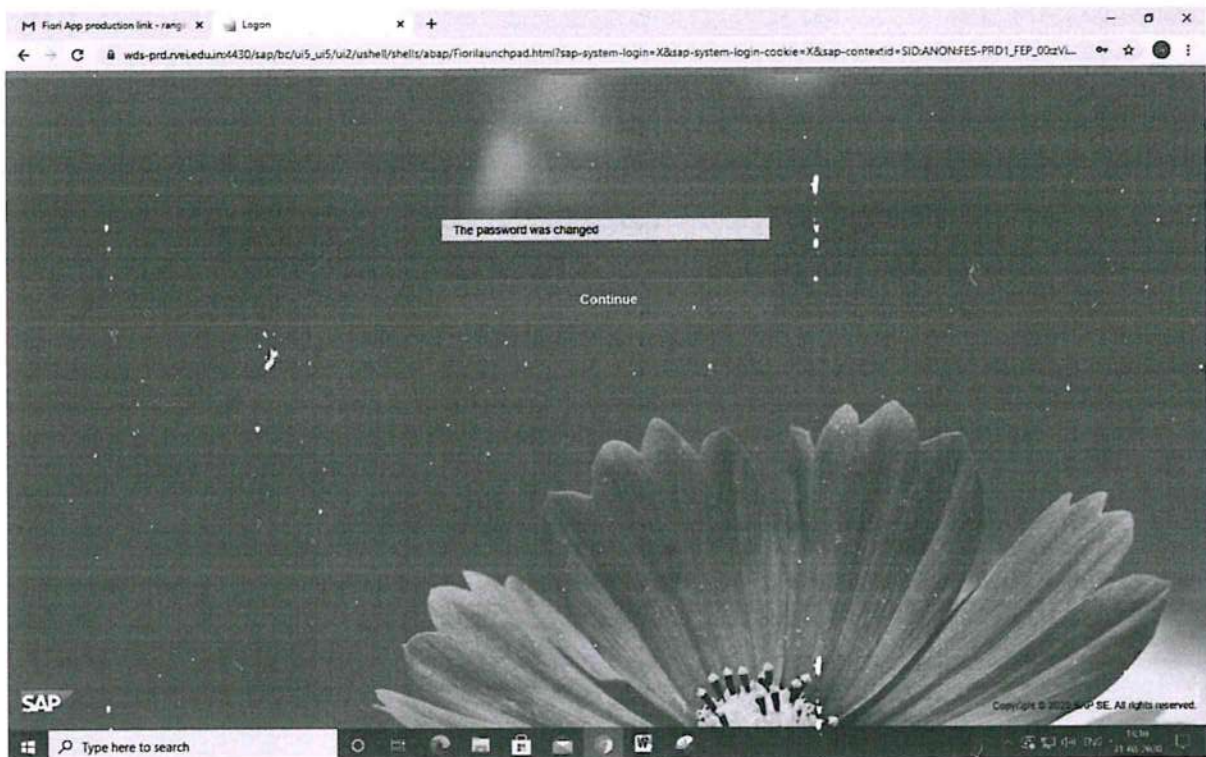 Fiori App production link - rang
Logon
wds-prd.rvei.edu.in:4430/sap/bc/ui5_ui5/ui2/ushell/shells/abap/Fiorilaunchpad.html?sap-system-login=X&sap-system-login-cookie=X&sap-contextid=SID:ANON:FES-PRD1_FEP_00
The password was changed
Continue
SAP
Copyright © SAP SE. All rights reserved.
Type here to search
ENG